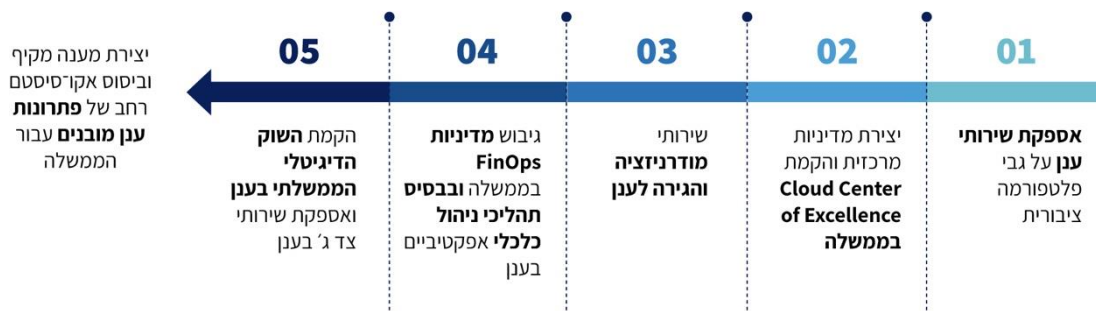 01
אספקת שירותי
ענן על גבי
פלטפורמה
ציבורית
02
יצירת מדיניות
מרכזית והקמת
Cloud Center
of Excellence
בממשלה
03
שירותי
מודרניזציה
והגירה לענן
04
גיבוש מדיניות
FinOps
בממשלה ובבסיס
תהליכי ניהול
כלכלי אפקטיביים
בענן
05
הקמת השוק
הדיגיטלי
הממשלתי בענן
ואספקת שירותי
צד ג׳ בענן
יצירת מענה מקיף
וביסוס אקו־סיסטם
רחב של פתרונות
ענן מובנים עבור
הממשלה